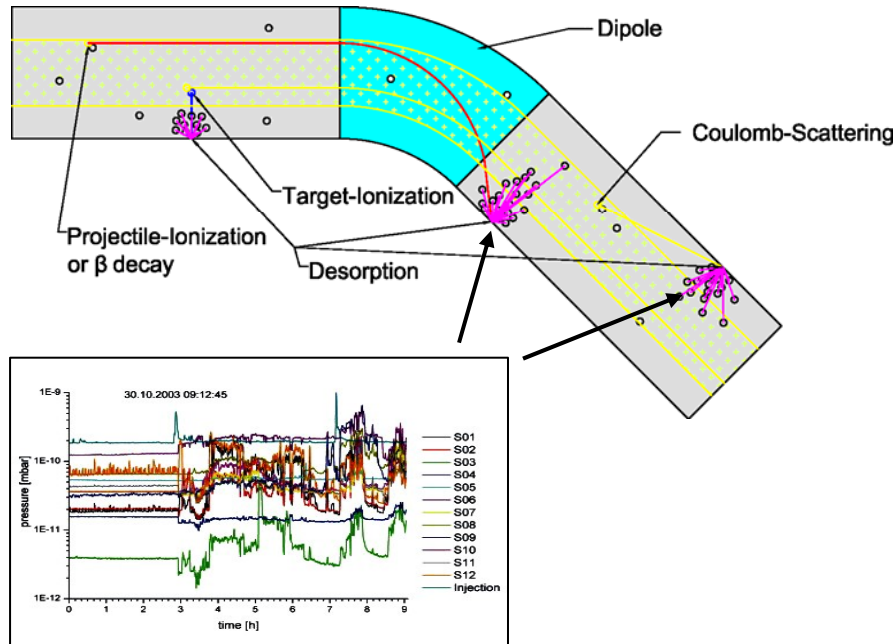 Dipole
Coulomb-Scattering
Target-Ionization
Projectile-Ionization
or β decay
Desorption
30.10.2003 09:12:45
1E-9
1E-10
1E-11
1E-12
pressure [mbar]
0 1 2 3 4 5 6 7 8 9
time [h]
S01
S02
S03
S04
S05
S06
S07
S08
S09
S10
S11
S12
Injection